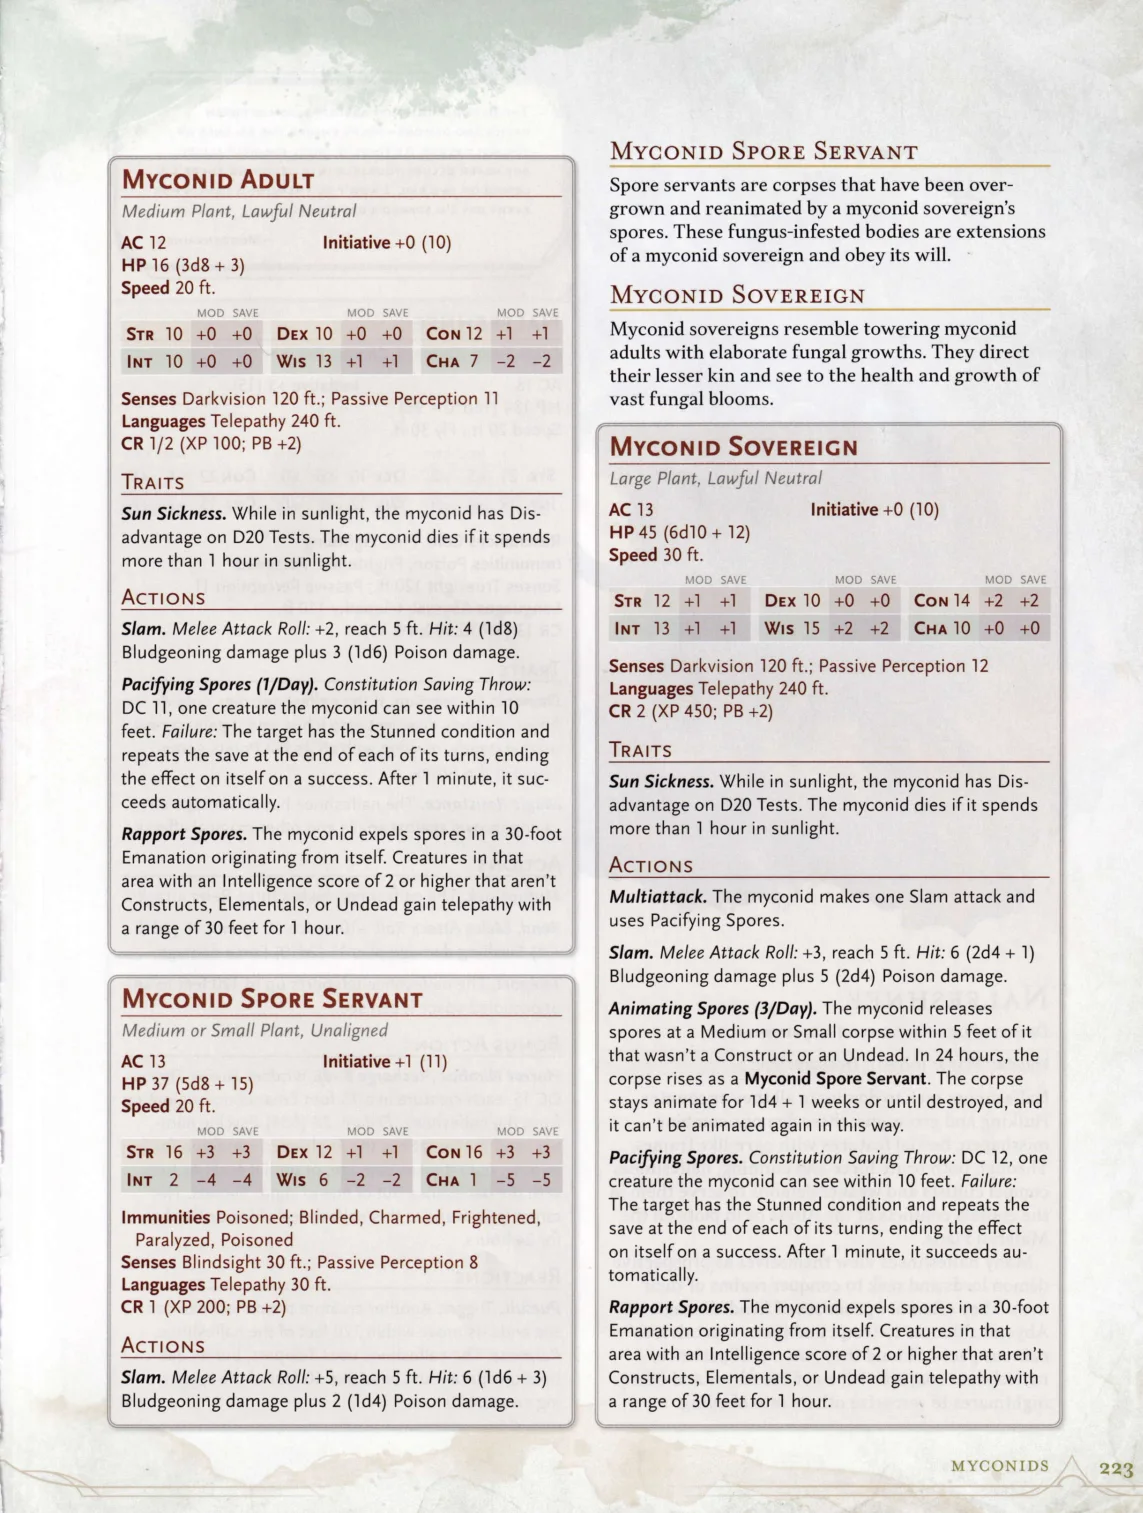 MYCONID ADULT
Medium Plant, Lawful Neutral
AC 12 Initiative +0 (10)
HP 16 (3d8 + 3)
Speed 20 ft.
MOD SAVE MOD SAVE MOD SAVE
STR 10 +0 +0 DEX 10 +0 +0 CON 12 +1 +1
INT 10 +0 +0 WIS 13 +1 +1 CHA 7 −2 −2
Senses Darkvision 120 ft.; Passive Perception 11
Languages Telepathy 240 ft.
CR 1/2 (XP 100; PB +2)
TRAITS
Sun Sickness. While in sunlight, the myconid has Dis-
advantage on D20 Tests. The myconid dies if it spends
more than 1 hour in sunlight.
ACTIONS
Slam. Melee Attack Roll: +2, reach 5 ft. Hit: 4 (1d8)
Bludgeoning damage plus 3 (1d6) Poison damage.
Pacifying Spores (1/Day). Constitution Saving Throw:
DC 11, one creature the myconid can see within 10
feet. Failure: The target has the Stunned condition and
repeats the save at the end of each of its turns, ending
the effect on itself on a success. After 1 minute, it suc-
ceeds automatically.
Rapport Spores. The myconid expels spores in a 30-foot
Emanation originating from itself. Creatures in that
area with an Intelligence score of 2 or higher that aren't
Constructs, Elementals, or Undead gain telepathy with
a range of 30 feet for 1 hour.
MYCONID SPORE SERVANT
Medium or Small Plant, Unaligned
AC 13 Initiative +1 (11)
HP 37 (5d8 + 15)
Speed 20 ft.
MOD SAVE MOD SAVE MOD SAVE
STR 16 +3 +3 DEX 12 +1 +1 CON 16 +3 +3
INT 2 −4 −4 WIS 6 −2 −2 CHA 1 −5 −5
Immunities Poisoned; Blinded, Charmed, Frightened,
Paralyzed, Poisoned
Senses Blindsight 30 ft.; Passive Perception 8
Languages Telepathy 30 ft.
CR 1 (XP 200; PB +2)
ACTIONS
Slam. Melee Attack Roll: +5, reach 5 ft. Hit: 6 (1d6 + 3)
Bludgeoning damage plus 2 (1d4) Poison damage.
MYCONID SPORE SERVANT
Spore servants are corpses that have been over-
grown and reanimated by a myconid sovereign's
spores. These fungus-infested bodies are extensions
of a myconid sovereign and obey its will.
MYCONID SOVEREIGN
Myconid sovereigns resemble towering myconid
adults with elaborate fungal growths. They direct
their lesser kin and see to the health and growth of
vast fungal blooms.
MYCONID SOVEREIGN
Large Plant, Lawful Neutral
AC 13 Initiative +0 (10)
HP 45 (6d10 + 12)
Speed 30 ft.
MOD SAVE MOD SAVE MOD SAVE
STR 12 +1 +1 DEX 10 +0 +0 CON 14 +2 +2
INT 13 +1 +1 WIS 15 +2 +2 CHA 10 +0 +0
Senses Darkvision 120 ft.; Passive Perception 12
Languages Telepathy 240 ft.
CR 2 (XP 450; PB +2)
TRAITS
Sun Sickness. While in sunlight, the myconid has Dis-
advantage on D20 Tests. The myconid dies if it spends
more than 1 hour in sunlight.
ACTIONS
Multiattack. The myconid makes one Slam attack and
uses Pacifying Spores.
Slam. Melee Attack Roll: +3, reach 5 ft. Hit: 6 (2d4 + 1)
Bludgeoning damage plus 5 (2d4) Poison damage.
Animating Spores (3/Day). The myconid releases
spores at a Medium or Small corpse within 5 feet of it
that wasn't a Construct or an Undead. In 24 hours, the
corpse rises as a Myconid Spore Servant. The corpse
stays animate for 1d4 + 1 weeks or until destroyed, and
it can't be animated again in this way.
Pacifying Spores. Constitution Saving Throw: DC 12, one
creature the myconid can see within 10 feet. Failure:
The target has the Stunned condition and repeats the
save at the end of each of its turns, ending the effect
on itself on a success. After 1 minute, it succeeds au-
tomatically.
Rapport Spores. The myconid expels spores in a 30-foot
Emanation originating from itself. Creatures in that
area with an Intelligence score of 2 or higher that aren't
Constructs, Elementals, or Undead gain telepathy with
a range of 30 feet for 1 hour.
MYCONIDS 223